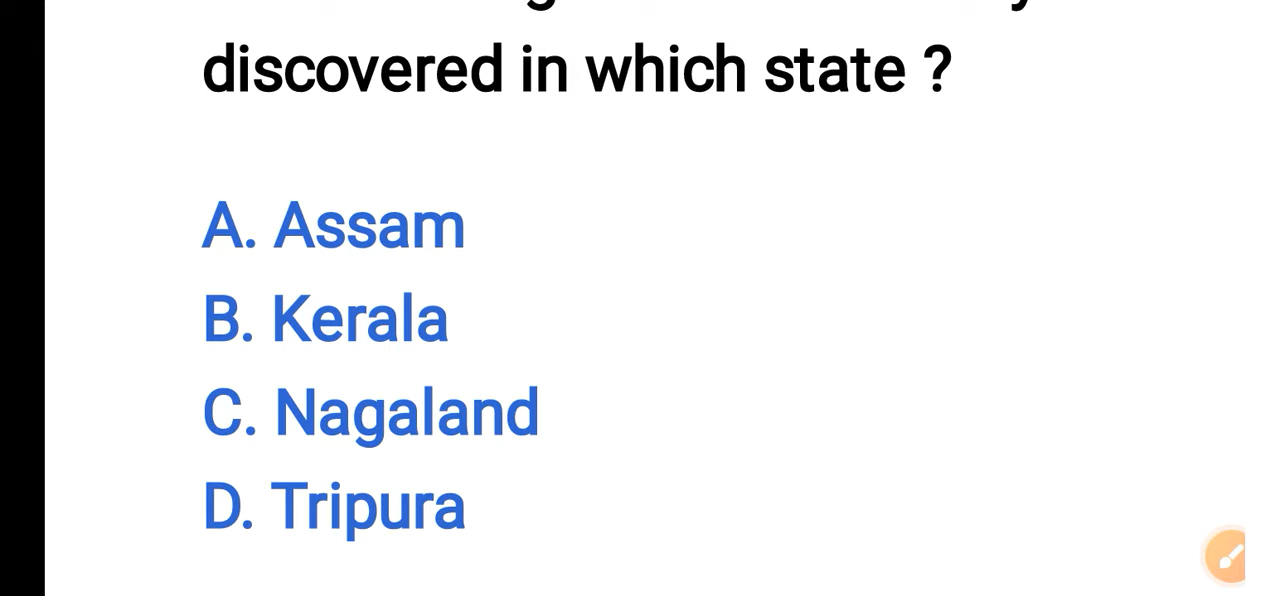 discovered in which state ?
A. Assam
B. Kerala
C. Nagaland
D. Tripura